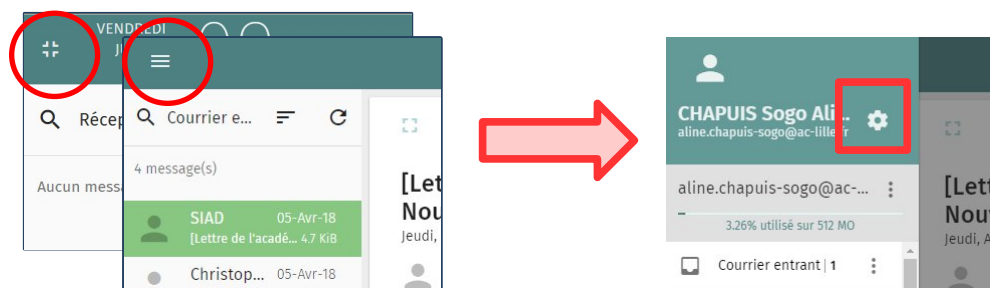 VENDREDI
Récep
Aucun messa
Courrier e...
4 message(s)
SIAD 05-Avr-18
[Lettre de l'acadé... 4.7 KiB
Christop... 05-Avr-18
[Let
Nou
Jeudi,
CHAPUIS Sogo Ali...
aline.chapuis-sogo@ac-lille.fr
aline.chapuis-sogo@ac-...
3.26% utilisé sur 512 MO
Courrier entrant | 1
[Lett
Nouv
Jeudi, A